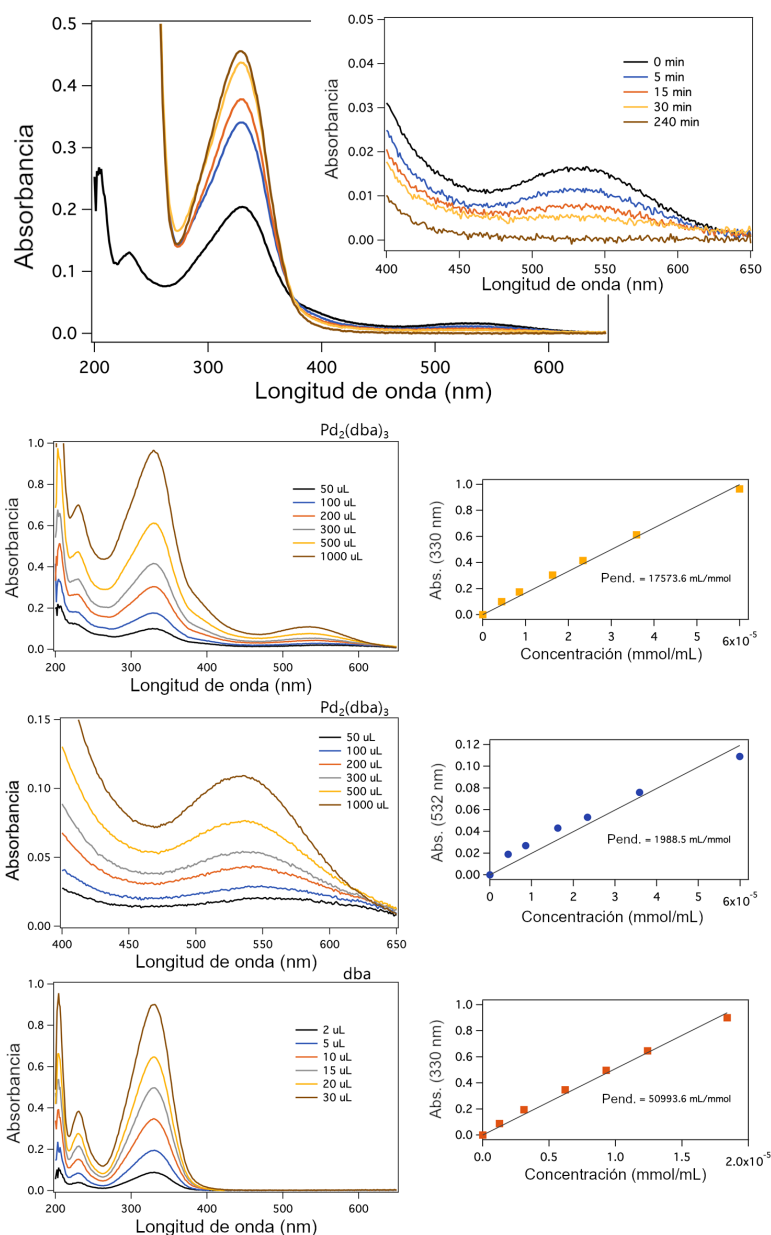 0.5
0.4
0.3
0.2
0.1
0.0
Absorbancia
200 300 400 500 600
Longitud de onda (nm)
0.05
0.04
0.03
0.02
0.01
0.00
Absorbancia
0 min
5 min
15 min
30 min
240 min
400 450 500 550 600 650
Longitud de onda (nm)
Pd₂(dba)₃
1.0
0.8
0.6
0.4
0.2
0.0
Absorbancia
50 uL
100 uL
200 uL
300 uL
500 uL
1000 uL
200 300 400 500 600
Longitud de onda (nm)
1.0
0.8
0.6
0.4
0.2
0.0
Abs. (330 nm)
Pend. = 17573.6 mL/mmol
0 1 2 3 4 5 6x10⁻⁵
Concentración (mmol/mL)
Pd₂(dba)₃
0.15
0.10
0.05
0.00
Absorbancia
50 uL
100 uL
200 uL
300 uL
500 uL
1000 uL
400 450 500 550 600 650
Longitud de onda (nm)
0.12
0.10
0.08
0.06
0.04
0.02
0.00
Abs. (532 nm)
Pend. = 1988.5 mL/mmol
0 1 2 3 4 5 6x10⁻⁵
Concentración (mmol/mL)
dba
1.0
0.8
0.6
0.4
0.2
0.0
Absorbancia
2 uL
5 uL
10 uL
15 uL
20 uL
30 uL
200 300 400 500 600
Longitud de onda (nm)
1.0
0.8
0.6
0.4
0.2
0.0
Abs. (330 nm)
Pend. = 50993.6 mL/mmol
0.0 0.5 1.0 1.5 2.0x10⁻⁵
Concentración (mmol/mL)